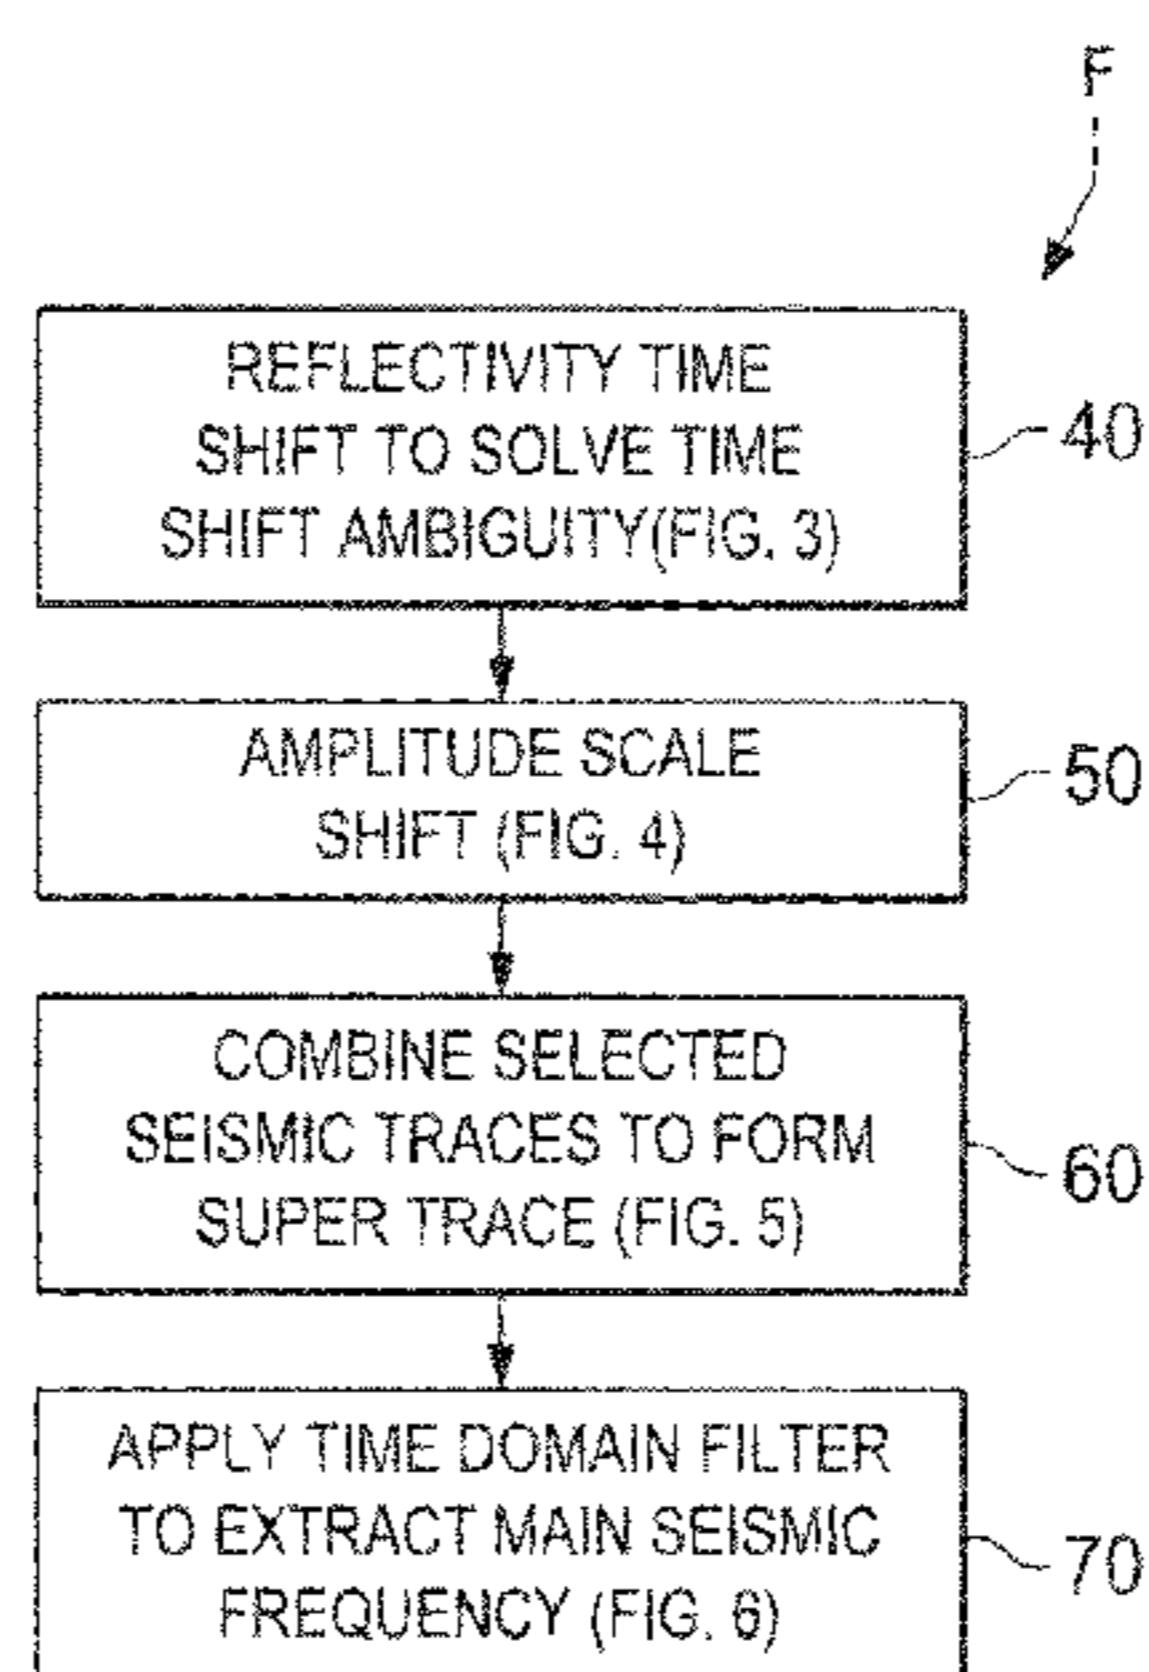 F
REFLECTIVITY TIME
SHIFT TO SOLVE TIME
SHIFT AMBIGUITY(FIG. 3)
40
AMPLITUDE SCALE
SHIFT (FIG. 4)
50
COMBINE SELECTED
SEISMIC TRACES TO FORM
SUPER TRACE (FIG. 5)
60
APPLY TIME DOMAIN FILTER
TO EXTRACT MAIN SEISMIC
FREQUENCY (FIG. 6)
70